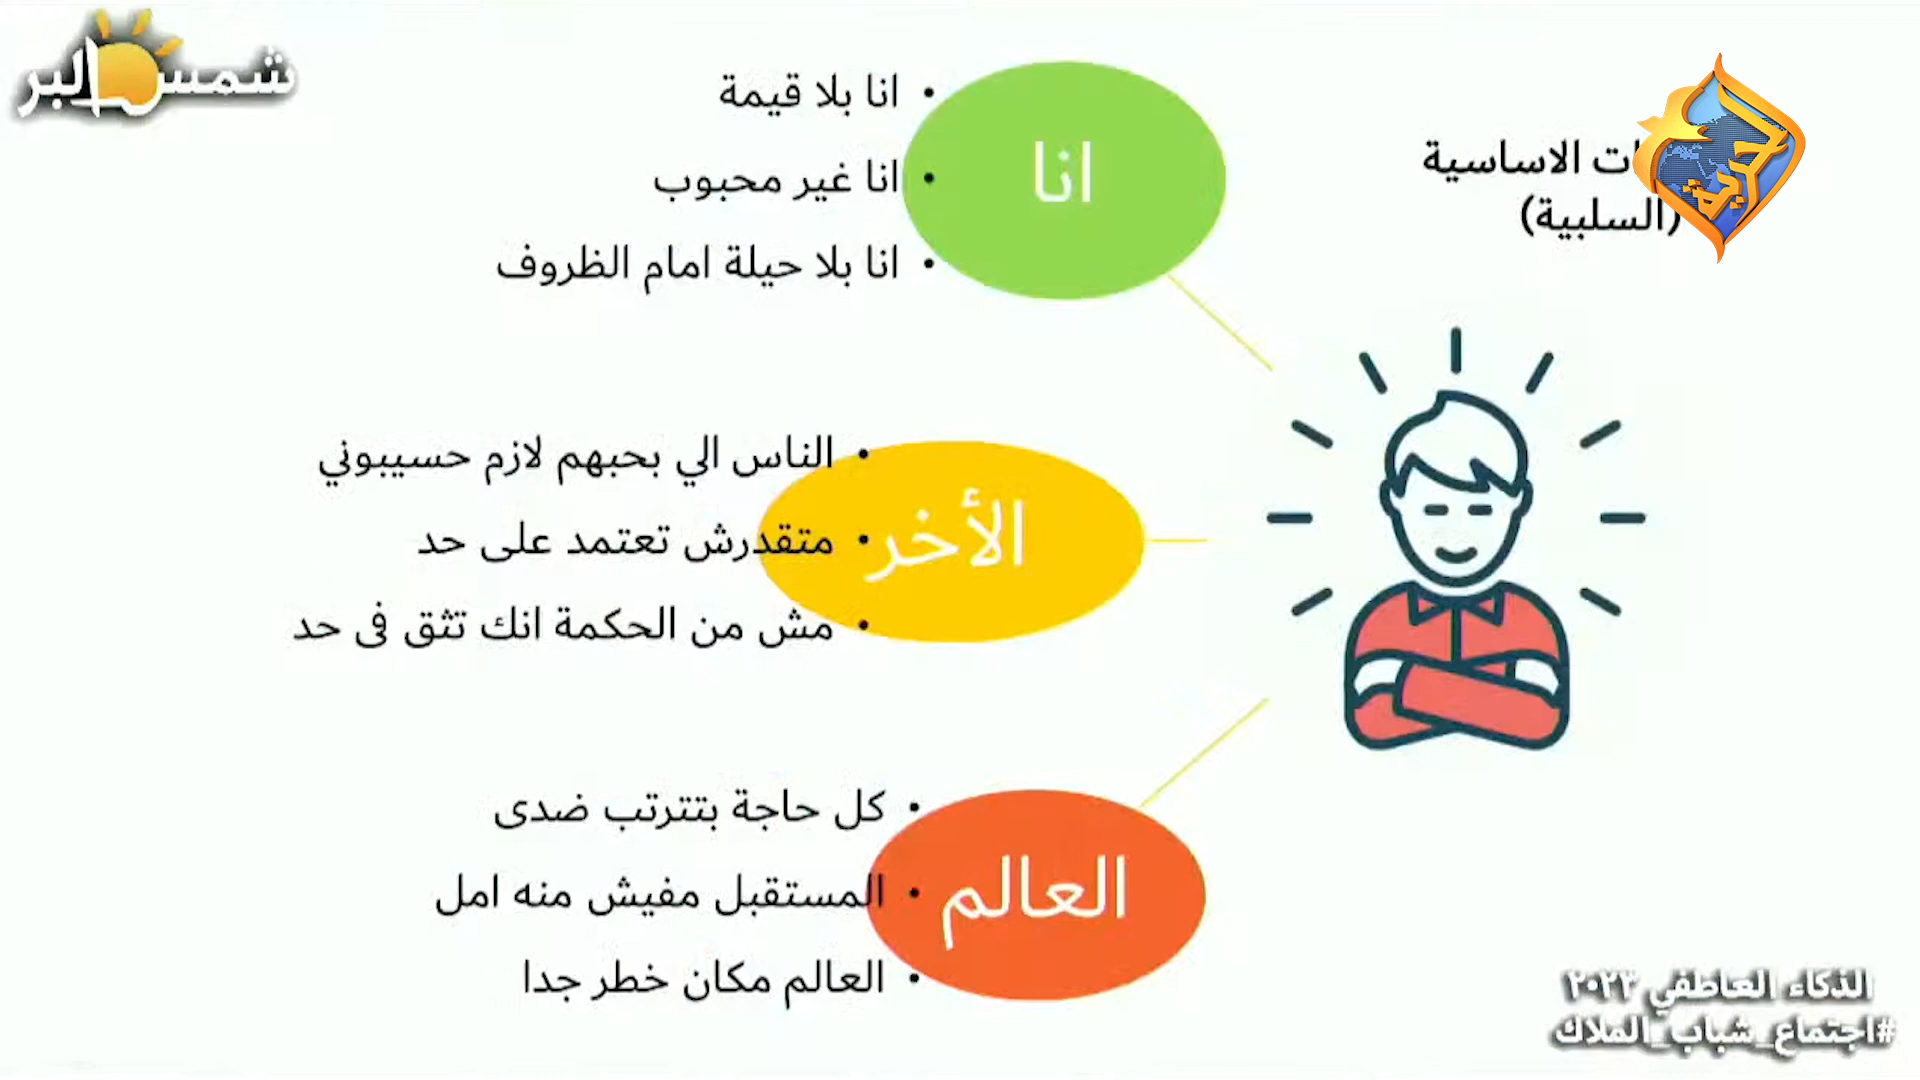 شمس البر
الحرية
الاساسية
(السلبية)
انا
انا بلا قيمة
انا غير محبوب
انا بلا حيلة امام الظروف
الأخر
الناس الي بحبهم لازم حسيبوني
متقدرش تعتمد على حد
مش من الحكمة انك تثق فى حد
العالم
كل حاجة بتترتب ضدى
المستقبل مفيش منه امل
العالم مكان خطر جدا
الذكاء العاطفي ٢٠٢٣
#اجتماع_شباب_الملاك